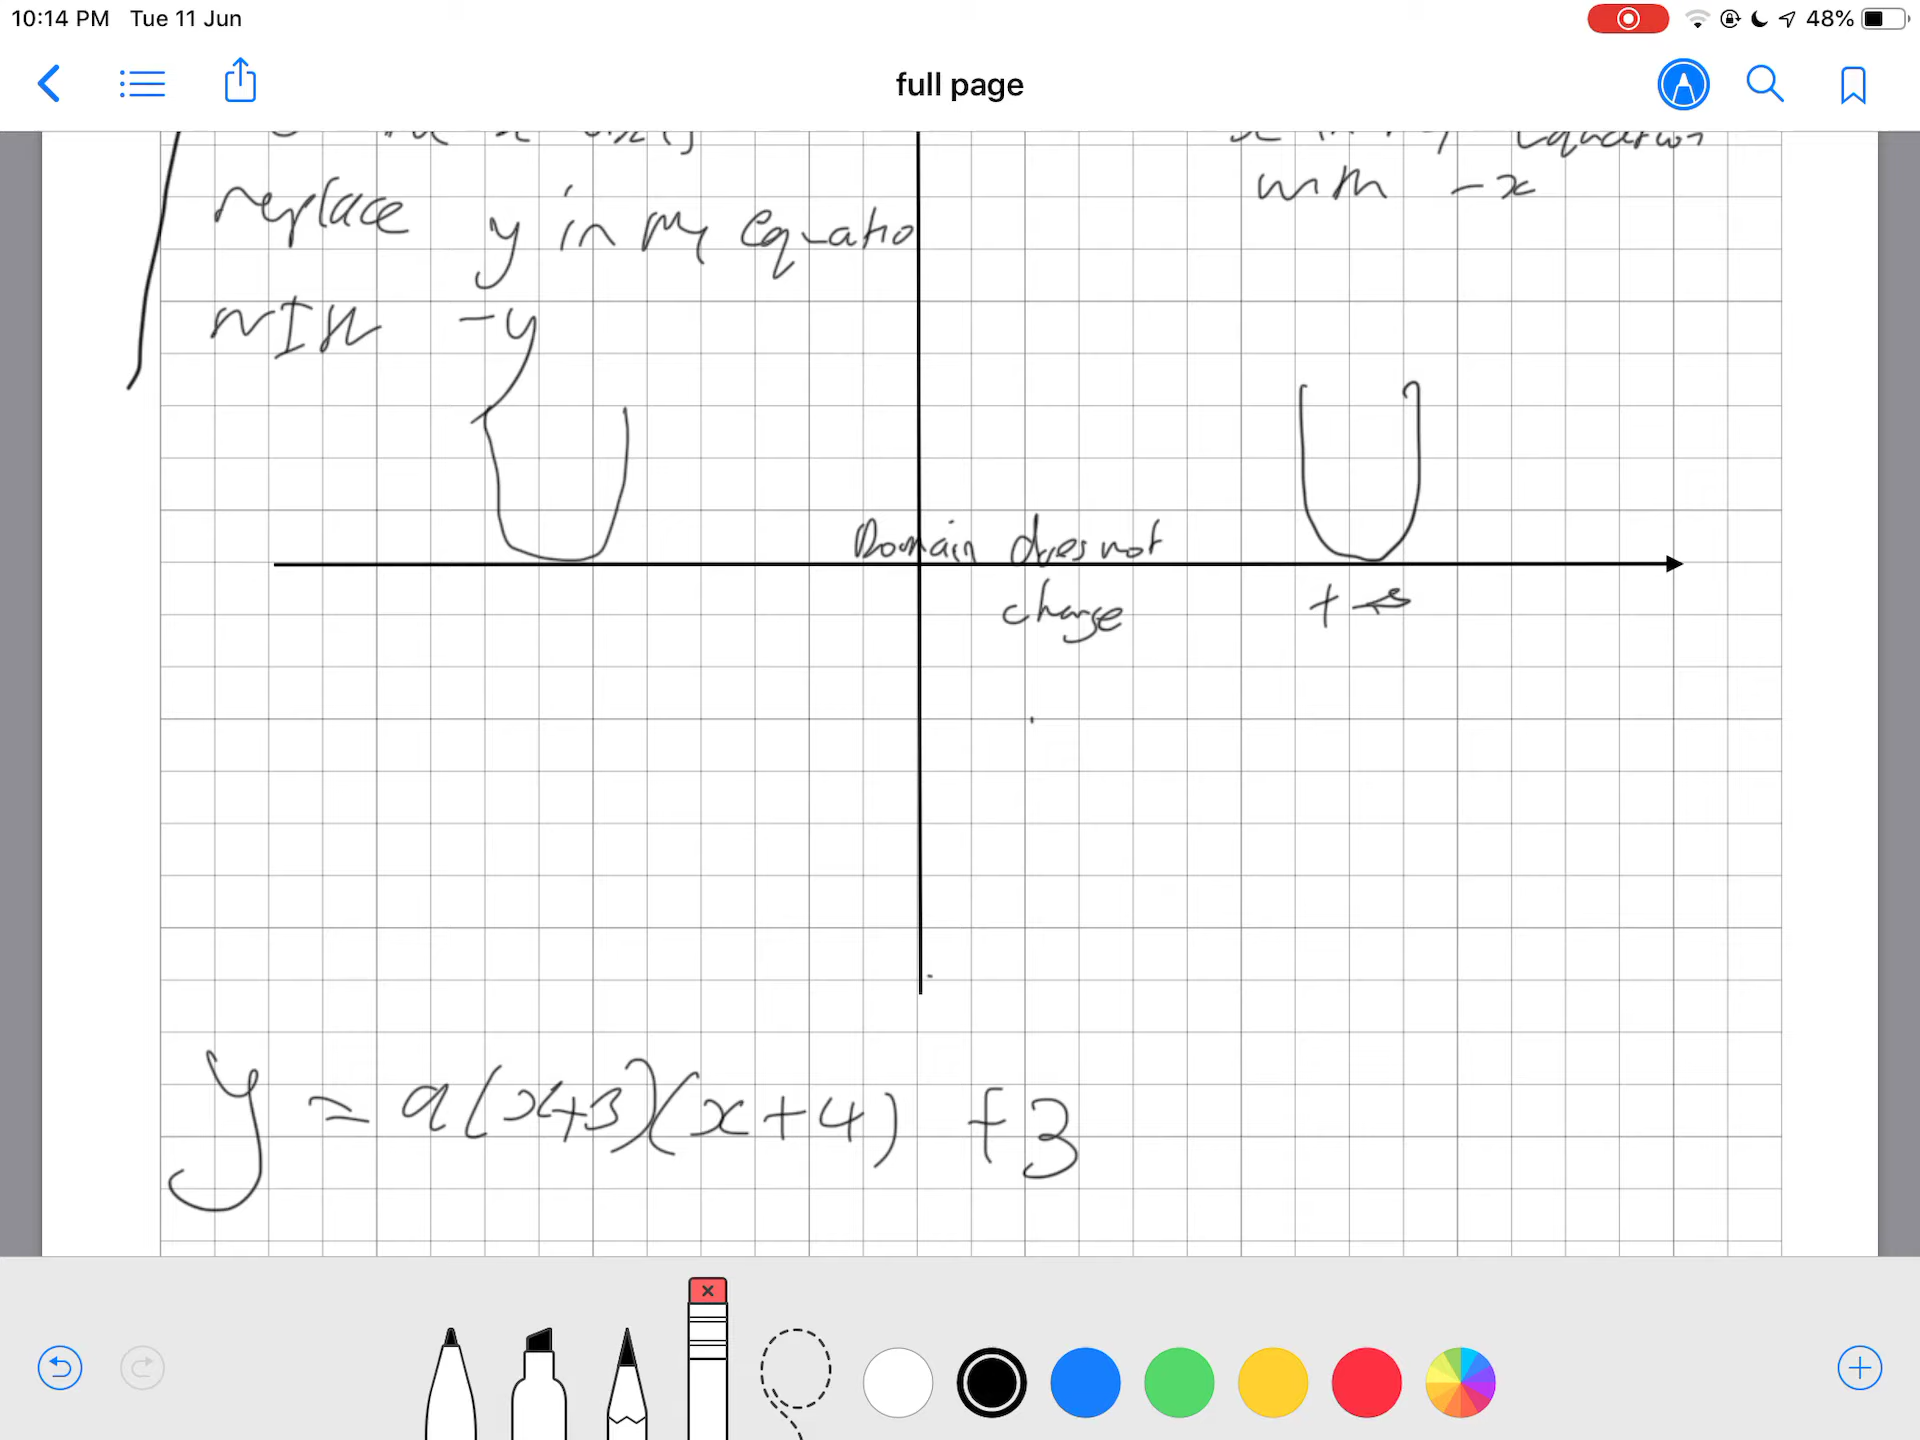 10:14 PM Tue 11 Jun
48%
full page
equation
with -x
replace y in my equatio
with -y
Domain does not
change
y = a(x+3)(x+4) +3